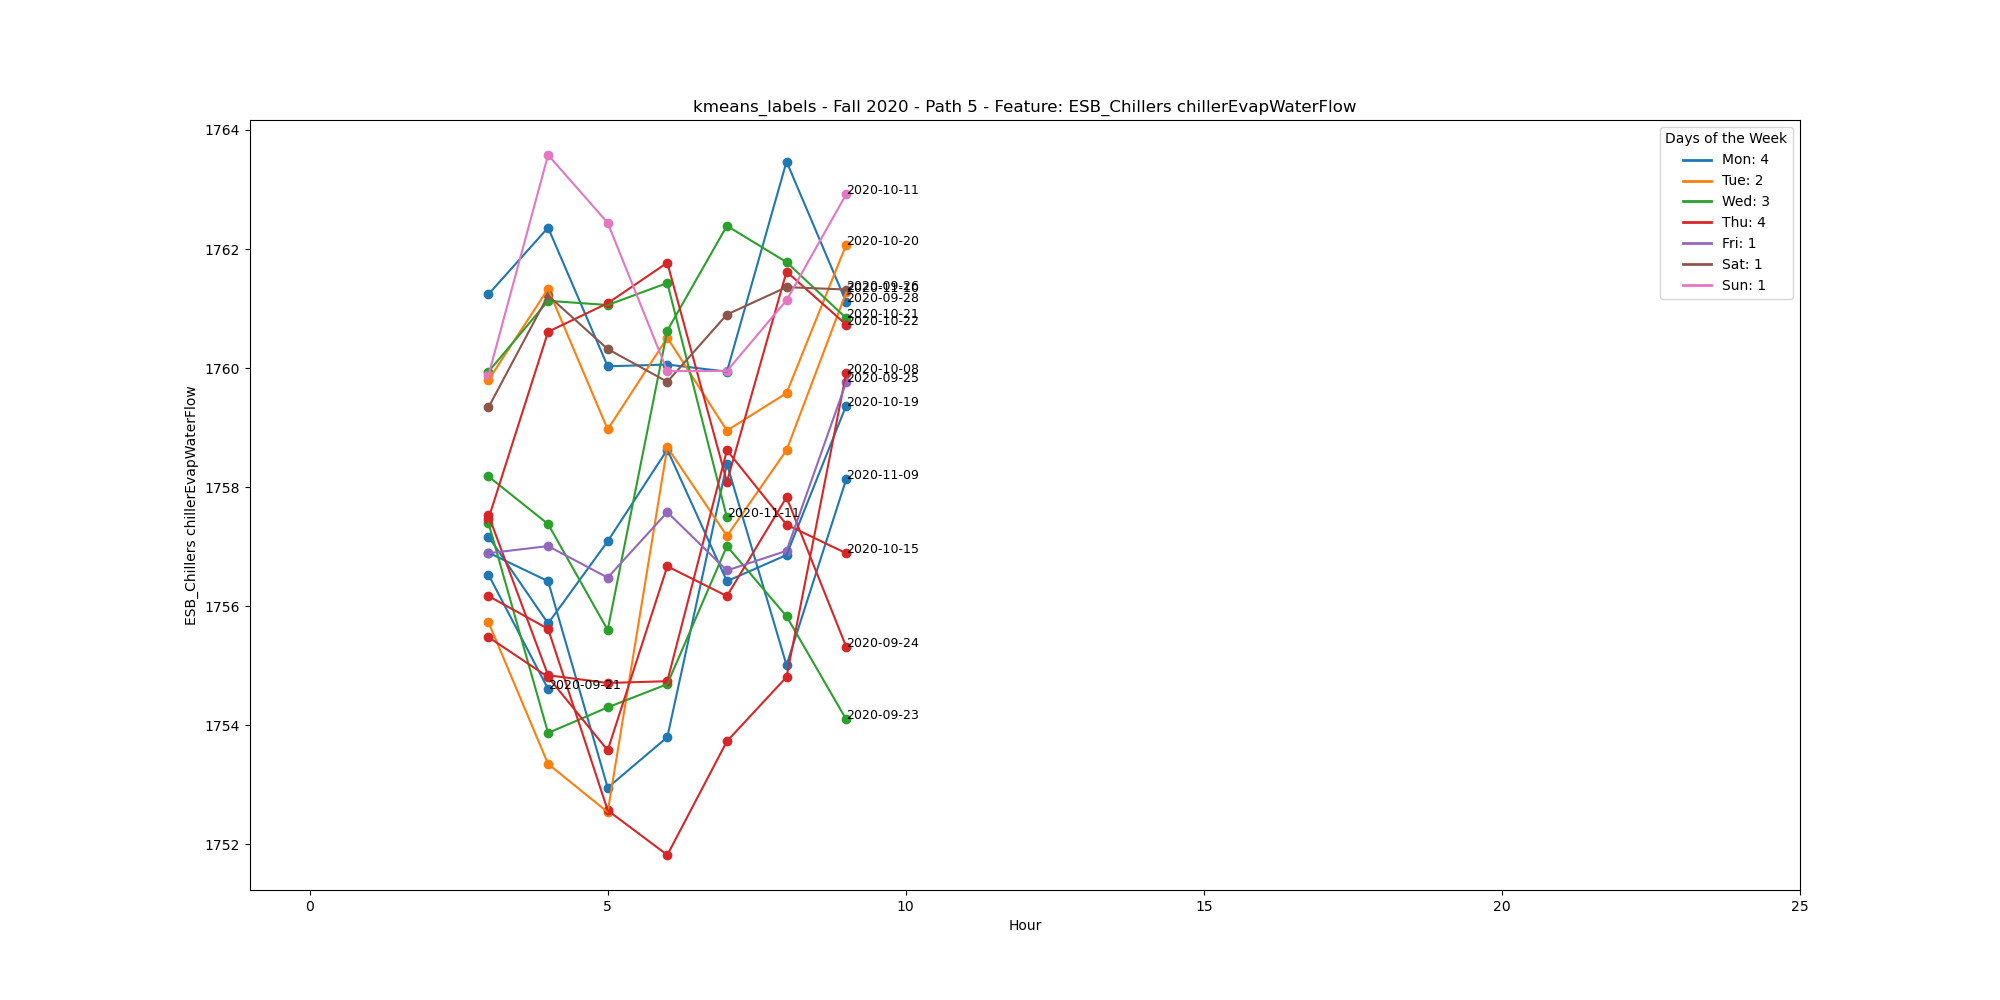 kmeans_labels - Fall 2020 - Path 5 - Feature: ESB_Chillers chillerEvapWaterFlow
Days of the Week
Mon: 4
Tue: 2
Wed: 3
Thu: 4
Fri: 1
Sat: 1
Sun: 1
ESB_Chillers chillerEvapWaterFlow
1764
1762
1760
1758
1756
1754
1752
2020-10-11
2020-10-20
2020-09-26
2020-09-28
2020-10-21
2020-10-22
2020-10-08
2020-09-25
2020-10-19
2020-11-09
2020-11-11
2020-10-15
2020-09-24
2020-09-21
2020-09-23
0
5
10
15
20
25
Hour